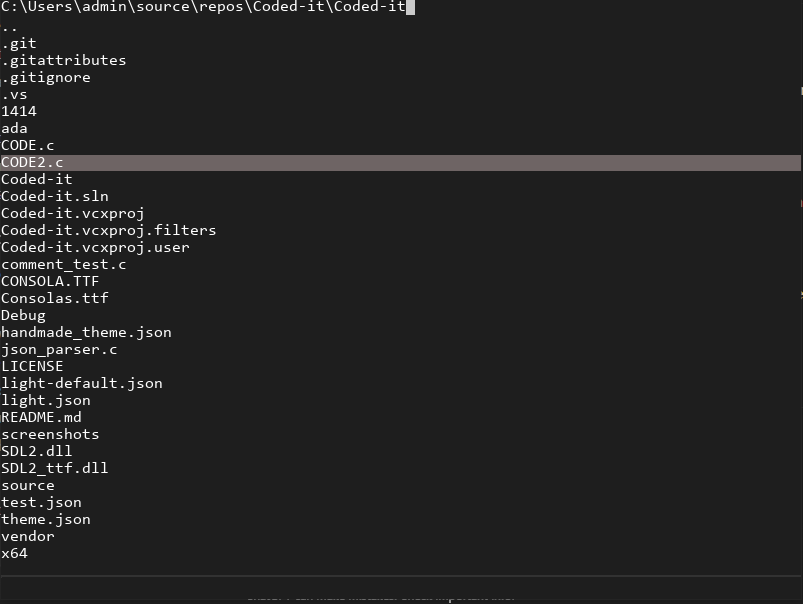 C:\Users\admin\source\repos\Coded-it\Coded-it
..
.git
.gitattributes
.gitignore
.vs
1414
ada
CODE.c
CODE2.c
Coded-it
Coded-it.sln
Coded-it.vcxproj
Coded-it.vcxproj.filters
Coded-it.vcxproj.user
comment_test.c
CONSOLA.TTF
Consolas.ttf
Debug
handmade_theme.json
json_parser.c
LICENSE
light-default.json
light.json
README.md
screenshots
SDL2.dll
SDL2_ttf.dll
source
test.json
theme.json
vendor
x64